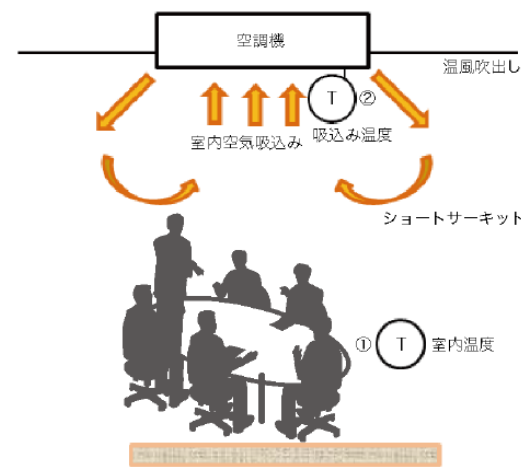 空調機
温風吹出し
T ②
室内空気吸込み 吸込み温度
ショートサーキット
① T 室内温度